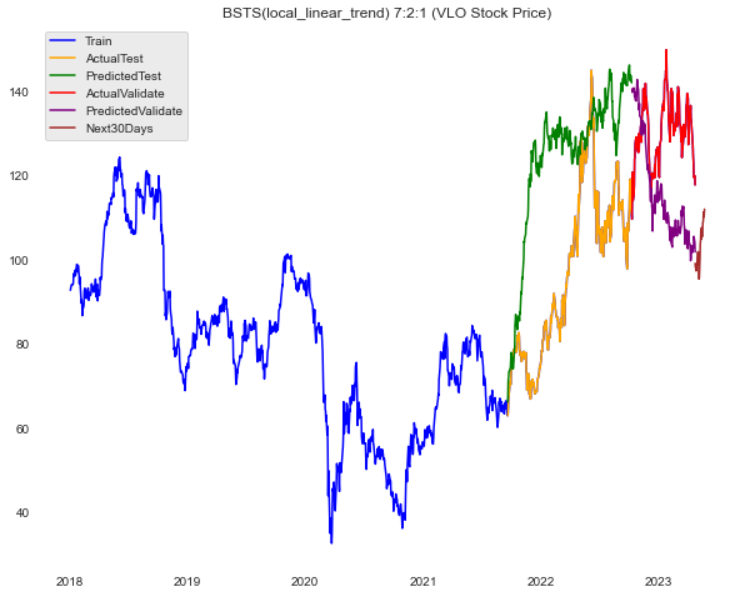 BSTS(local_linear_trend) 7:2:1 (VLO Stock Price)
Train
ActualTest
PredictedTest
ActualValidate
PredictedValidate
Next30Days
140
120
100
80
60
40
2018 2019 2020 2021 2022 2023